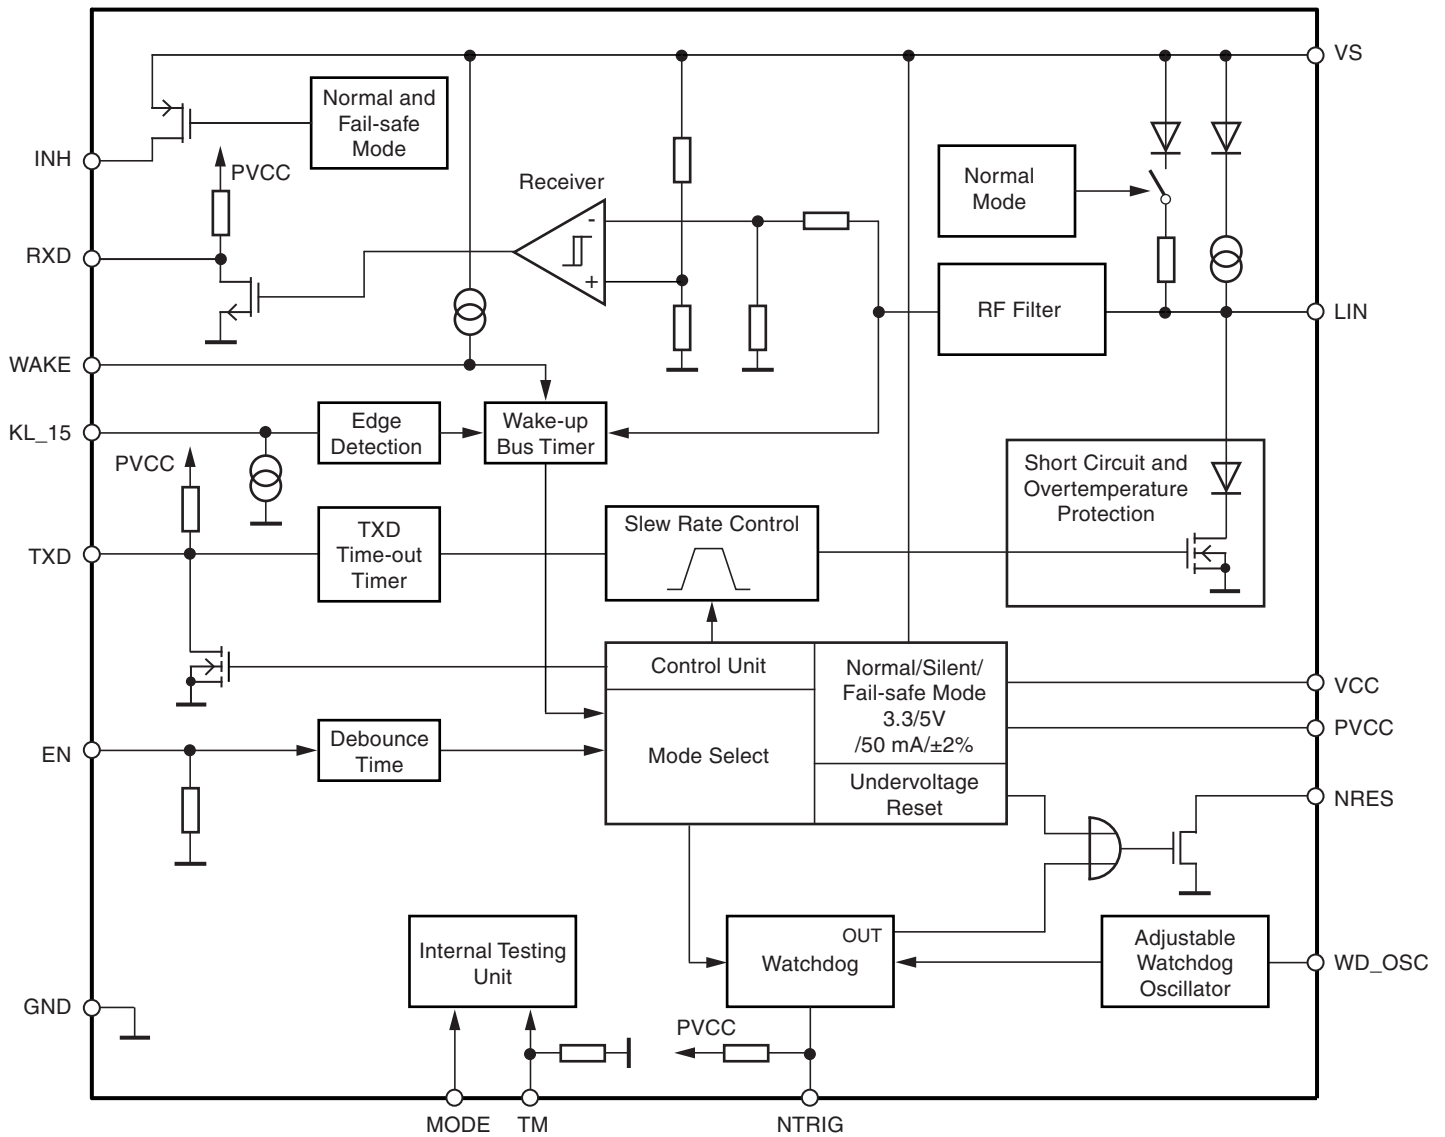 VS
Normal and
Fail-safe
Mode
INH
PVCC
Receiver
Normal
Mode
-
+
RXD
RF Filter
LIN
WAKE
KL_15
Edge
Detection
Wake-up
Bus Timer
PVCC
Short Circuit and
Overtemperature
Protection
TXD
TXD
Time-out
Timer
Slew Rate Control
Control Unit
Normal/Silent/
Fail-safe Mode
3.3/5V
/50 mA/±2%
VCC
PVCC
EN
Debounce
Time
Mode Select
Undervoltage
Reset
NRES
Internal Testing
Unit
OUT
Watchdog
Adjustable
Watchdog
Oscillator
WD_OSC
GND
PVCC
MODE
TM
NTRIG